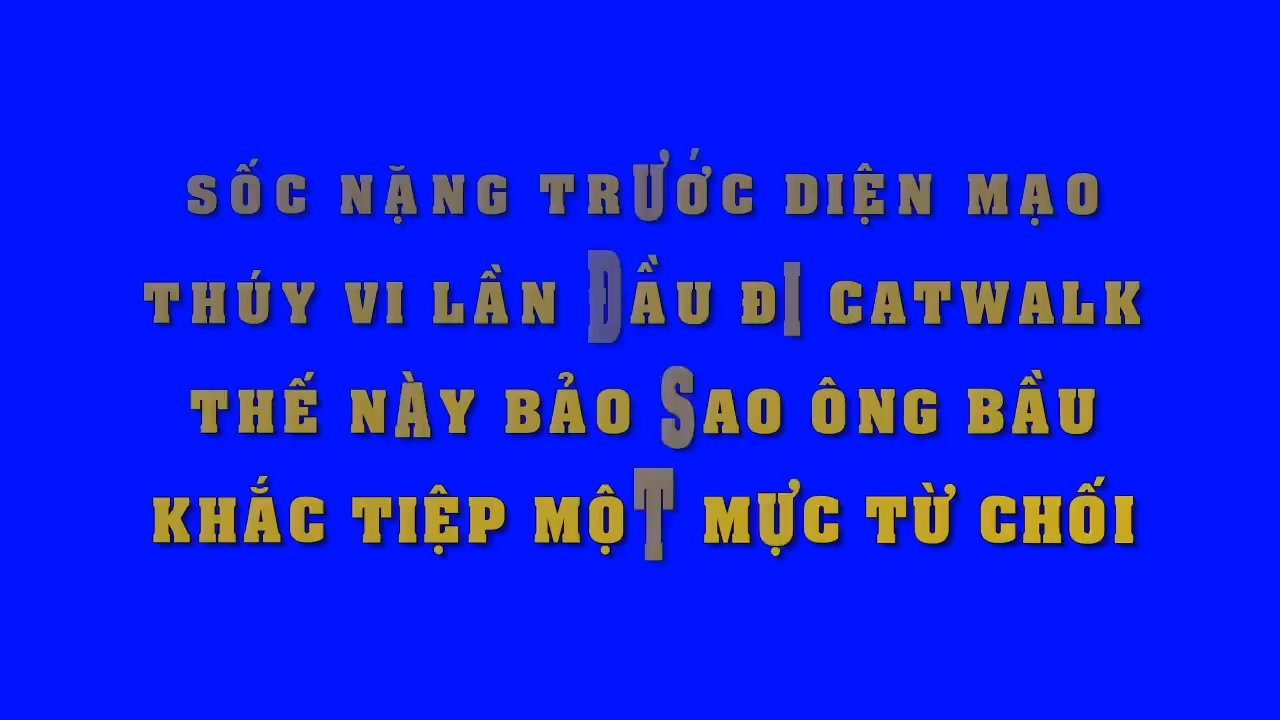 SỐC NẶNG TRƯỚC DIỆN MẠO
THÚY VI LẦN ĐẦU ĐI CATWALK
THẾ NÀY BẢO SAO ÔNG BẦU
KHẮC TIỆP MỘT MỰC TỪ CHỐI